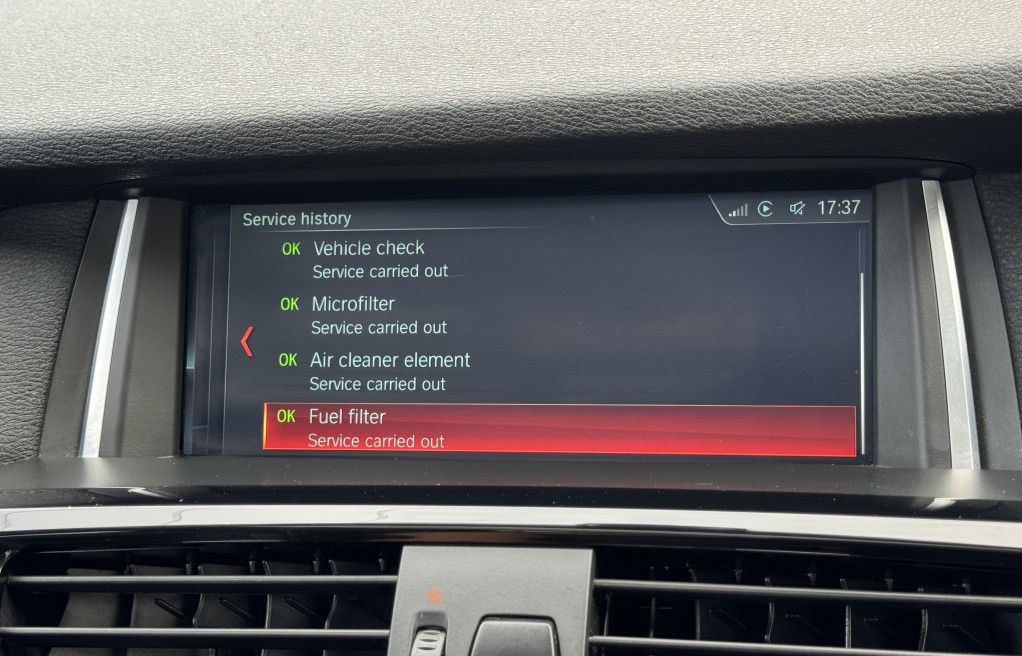 Service history
17:37
OK Vehicle check
Service carried out
OK Microfilter
Service carried out
OK Air cleaner element
Service carried out
OK Fuel filter
Service carried out